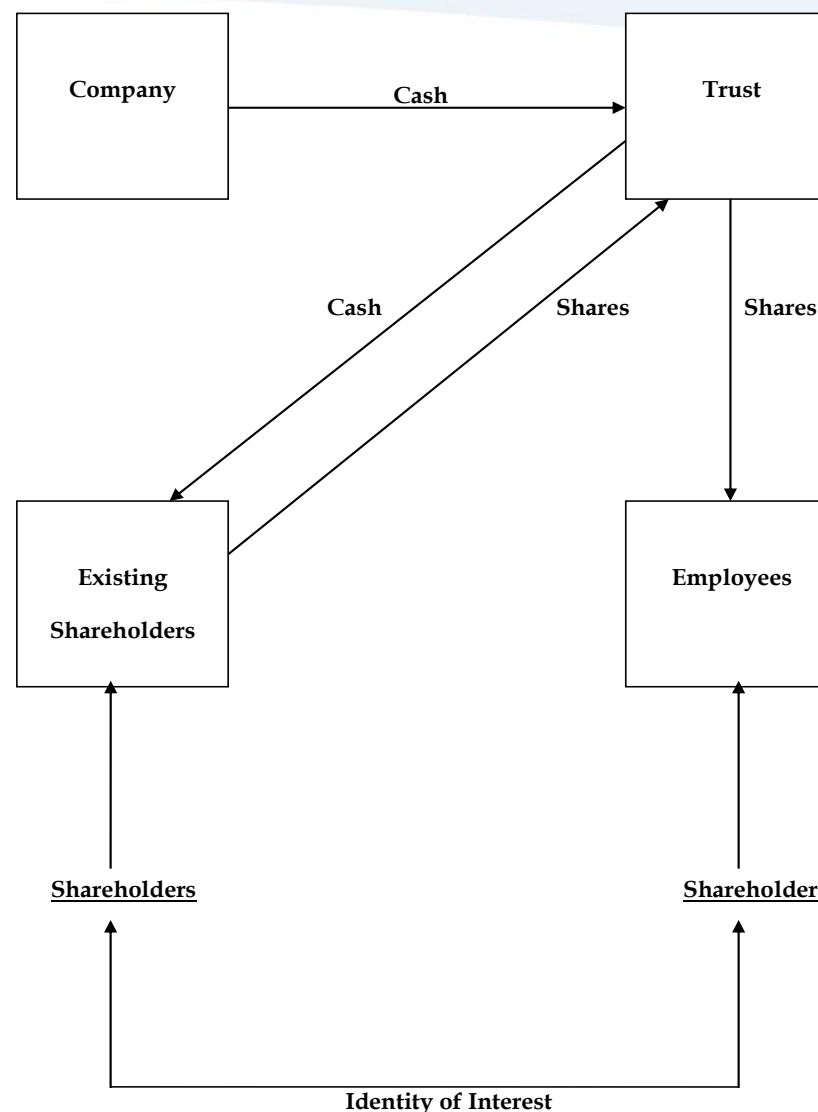 Company
Cash
Trust
Cash
Shares
Shares
Existing
Shareholders
Employees
Shareholders
Shareholder
Identity of Interest